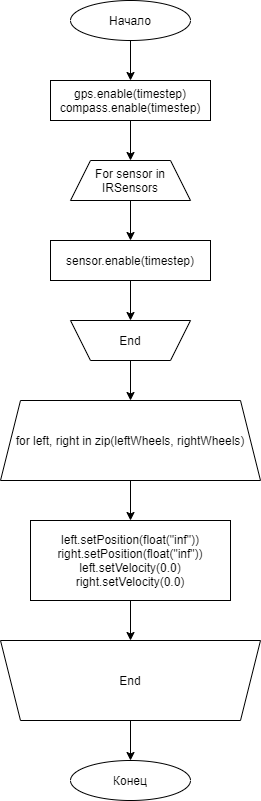 Начало
gps.enable(timestep)
compass.enable(timestep)
For sensor in
IRSensors
sensor.enable(timestep)
End
for left, right in zip(leftWheels, rightWheels)
left.setPosition(float("inf"))
right.setPosition(float("inf"))
left.setVelocity(0.0)
right.setVelocity(0.0)
End
Конец